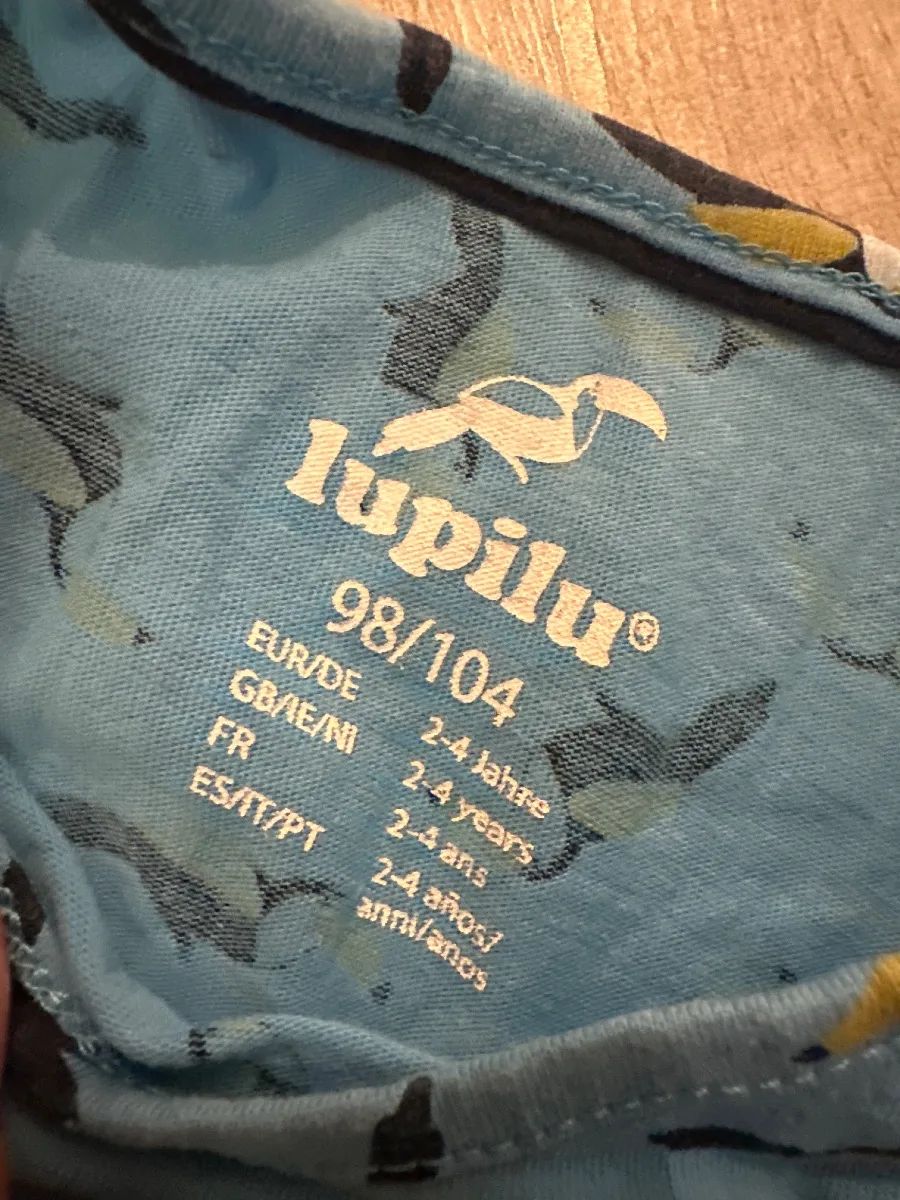 lupilu®
98/104
EUR/DE 2-4 Jahre
GB/IE/NI 2-4 years
FR 2-4 ans
ES/IT/PT 2-4 años/
anni/anos